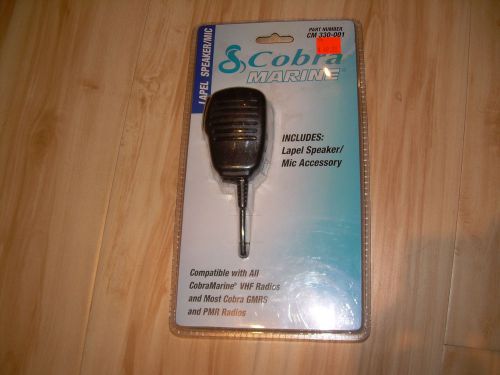 LAPEL SPEAKER/MIC
PART NUMBER
CM 330-001
Cobra
MARINE®
INCLUDES:
Lapel Speaker/
Mic Accessory
Compatible with All
CobraMarine® VHF Radios
and Most Cobra GMRS
and PMR Radios